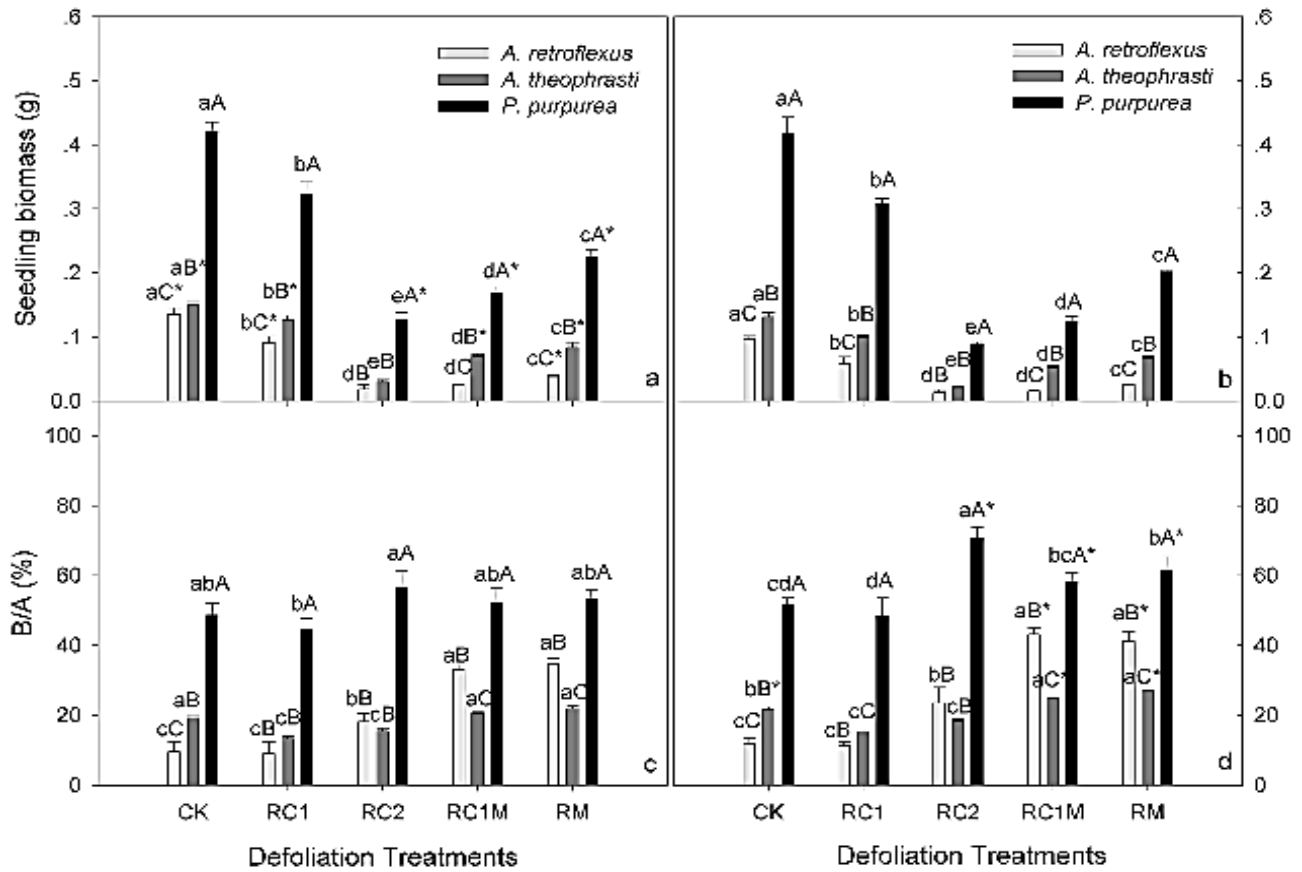 .6
.5
.4
.3
.2
.1
0.0
Seedling biomass (g)
A. retroflexus
A. theophrasti
P. purpurea
aC*
aB*
aA
bC*
bB*
bA
dB
eB
eA*
dC
dB*
dA*
cC*
cB*
cA*
a
A. retroflexus
A. theophrasti
P. purpurea
aC
aB
aA
bC
bB
bA
dB
eB
eA
dC
dB
dA
cC
cB
cA
b
.6
.5
.4
.3
.2
.1
0.0
100
80
60
40
20
0
B/A (%)
cC
aB
abA
cB
cB
bA
bB
cB
aA
aB
aC
abA
aB
aC
abA
c
cC
bB*
cdA
cB
cC
dA
bB
cB
aA*
aB*
aC*
bcA*
aB*
aC*
bA*
d
100
80
60
40
20
0
CK RC1 RC2 RC1M RM
CK RC1 RC2 RC1M RM
Defoliation Treatments
Defoliation Treatments